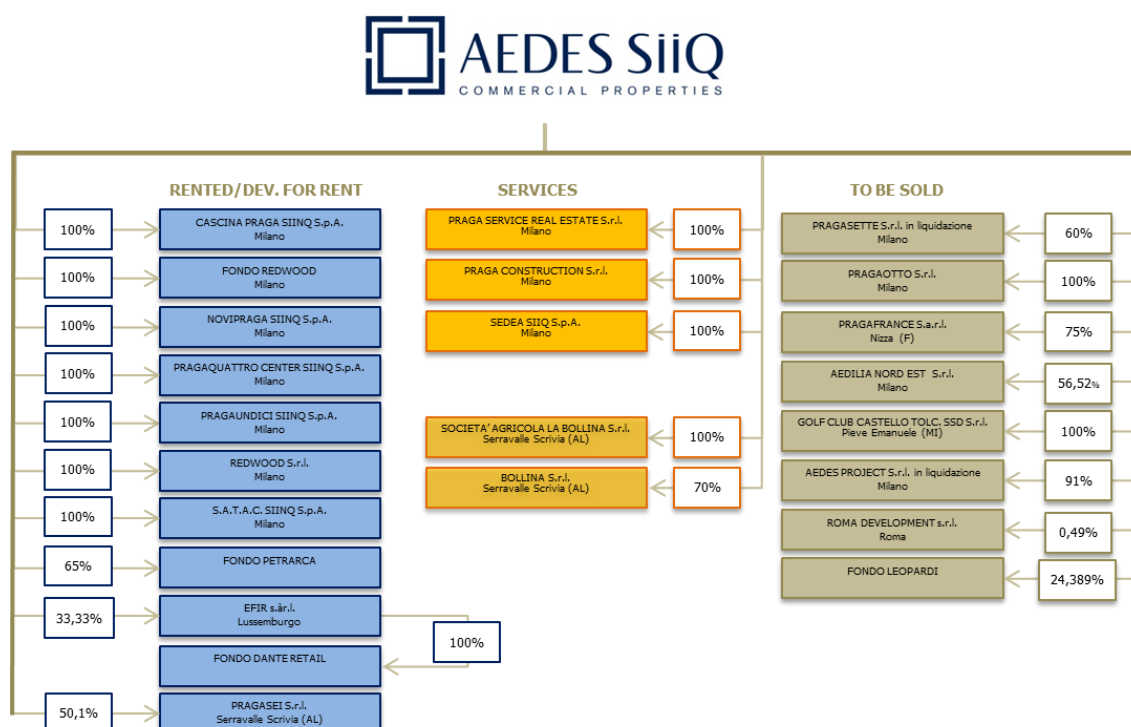 AEDES SiiQ
COMMERCIAL PROPERTIES
RENTED/DEV. FOR RENT
100%
CASCINA PRAGA SIINQ S.p.A.
Milano
100%
FONDO REDWOOD
Milano
100%
NOVIPRAGA SIINQ S.p.A.
Milano
100%
PRAGAQUATTRO CENTER SIINQ S.p.A.
Milano
100%
PRAGAUNDICI SIINQ S.p.A.
Milano
100%
REDWOOD S.r.l.
Milano
100%
S.A.T.A.C. SIINQ S.p.A.
Milano
65%
FONDO PETRARCA
33,33%
EFIR s.àr.l.
Lussemburgo
100%
FONDO DANTE RETAIL
50,1%
PRAGASEI S.r.l.
Serravalle Scrivia (AL)
SERVICES
PRAGA SERVICE REAL ESTATE S.r.l.
Milano
100%
PRAGA CONSTRUCTION S.r.l.
Milano
100%
SEDEA SIIQ S.p.A.
Milano
100%
SOCIETA' AGRICOLA LA BOLLINA S.r.l.
Serravalle Scrivia (AL)
100%
BOLLINA S.r.l.
Serravalle Scrivia (AL)
70%
TO BE SOLD
PRAGASETTE S.r.l. in liquidazione
Milano
60%
PRAGAOTTO S.r.l.
Milano
100%
PRAGAFRANCE S.a.r.l.
Nizza (F)
75%
AEDILIA NORD EST S.r.l.
Milano
56,52%
GOLF CLUB CASTELLO TOLC. SSD S.r.l.
Pieve Emanuele (MI)
100%
AEDES PROJECT S.r.l. in liquidazione
Milano
91%
ROMA DEVELOPMENT s.r.l.
Roma
0,49%
FONDO LEOPARDI
24,389%